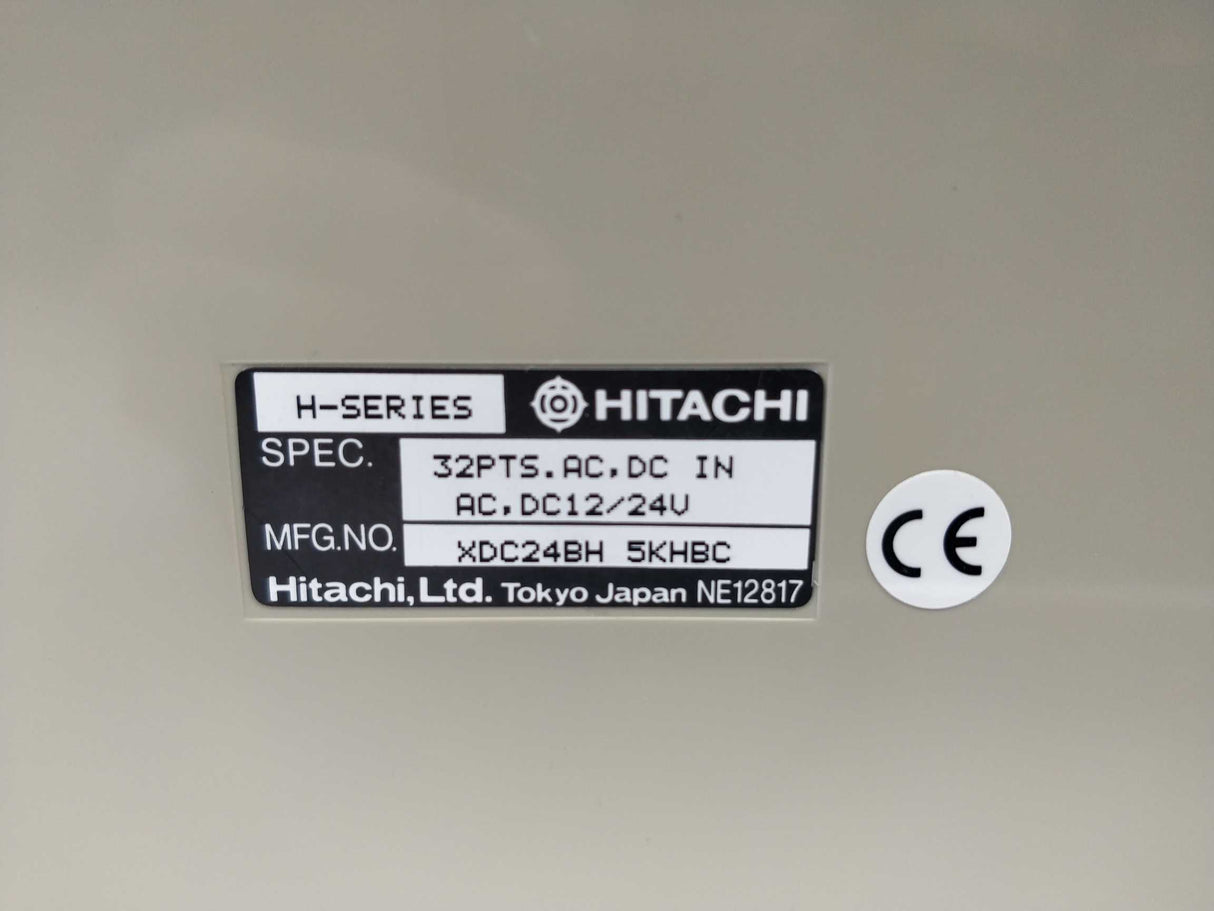 H-SERIES HITACHI
SPEC. 32PTS.AC,DC IN
AC,DC12/24V
MFG.NO. XDC24BH 5KHBC
Hitachi,Ltd. Tokyo Japan NE12817
CE